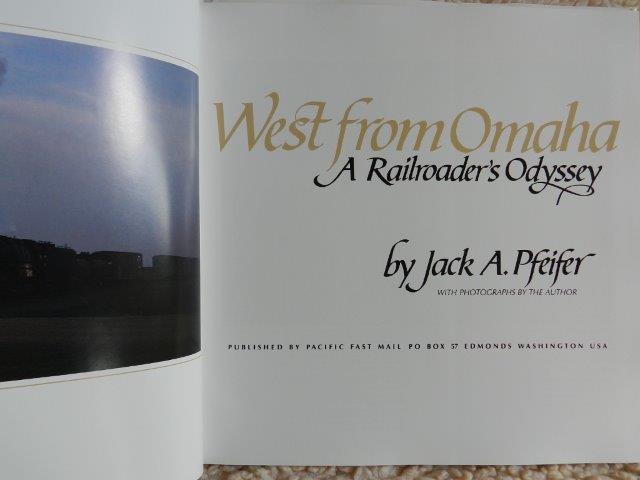 West from Omaha
A Railroader's Odyssey
by Jack A. Pfeifer
WITH PHOTOGRAPHS BY THE AUTHOR
PUBLISHED BY PACIFIC FAST MAIL PO BOX 57 EDMONDS WASHINGTON USA